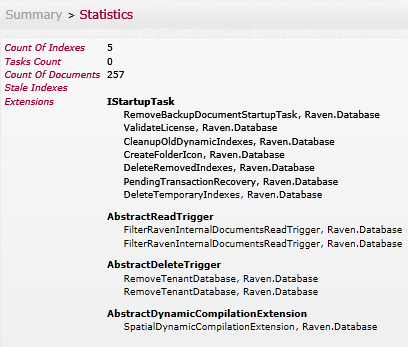 Summary > Statistics
Count Of Indexes 5
Tasks Count 0
Count Of Documents 257
Stale Indexes
Extensions IStartupTask
RemoveBackupDocumentStartupTask, Raven.Database
ValidateLicense, Raven.Database
CleanupOldDynamicIndexes, Raven.Database
CreateFolderIcon, Raven.Database
DeleteRemovedIndexes, Raven.Database
PendingTransactionRecovery, Raven.Database
DeleteTemporaryIndexes, Raven.Database
AbstractReadTrigger
FilterRavenInternalDocumentsReadTrigger, Raven.Database
FilterRavenInternalDocumentsReadTrigger, Raven.Database
AbstractDeleteTrigger
RemoveTenantDatabase, Raven.Database
RemoveTenantDatabase, Raven.Database
AbstractDynamicCompilationExtension
SpatialDynamicCompilationExtension, Raven.Database